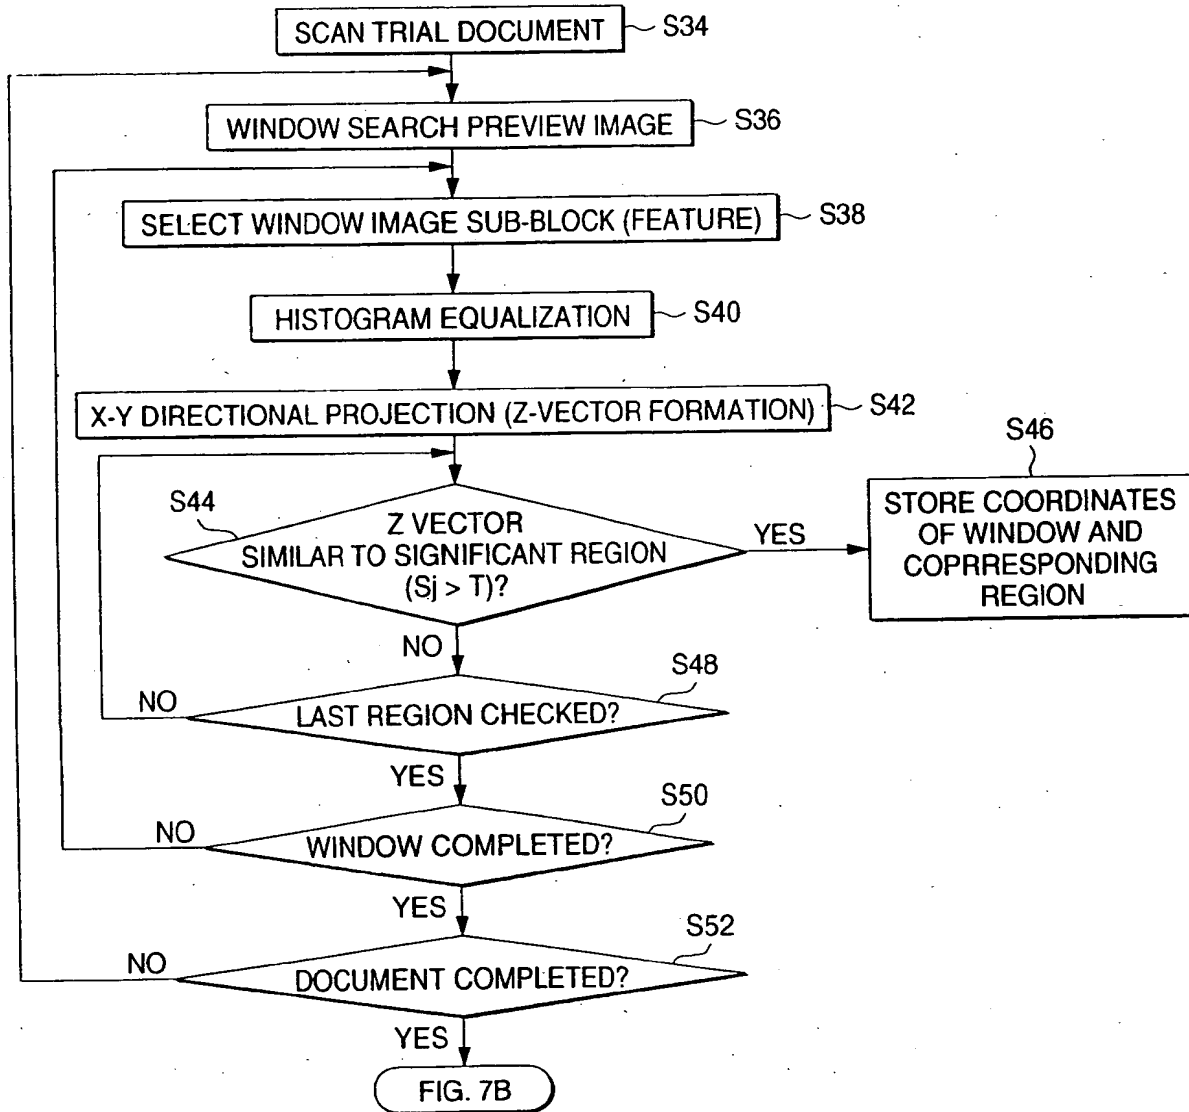 SCAN TRIAL DOCUMENT
S34
WINDOW SEARCH PREVIEW IMAGE
S36
SELECT WINDOW IMAGE SUB-BLOCK (FEATURE)
S38
HISTOGRAM EQUALIZATION
S40
X-Y DIRECTIONAL PROJECTION (Z-VECTOR FORMATION)
S42
S44
Z VECTOR
SIMILAR TO SIGNIFICANT REGION
(Sj > T)?
YES
S46
STORE COORDINATES
OF WINDOW AND
COPRRESPONDING
REGION
NO
S48
LAST REGION CHECKED?
NO
YES
S50
WINDOW COMPLETED?
NO
YES
S52
DOCUMENT COMPLETED?
NO
YES
FIG. 7B